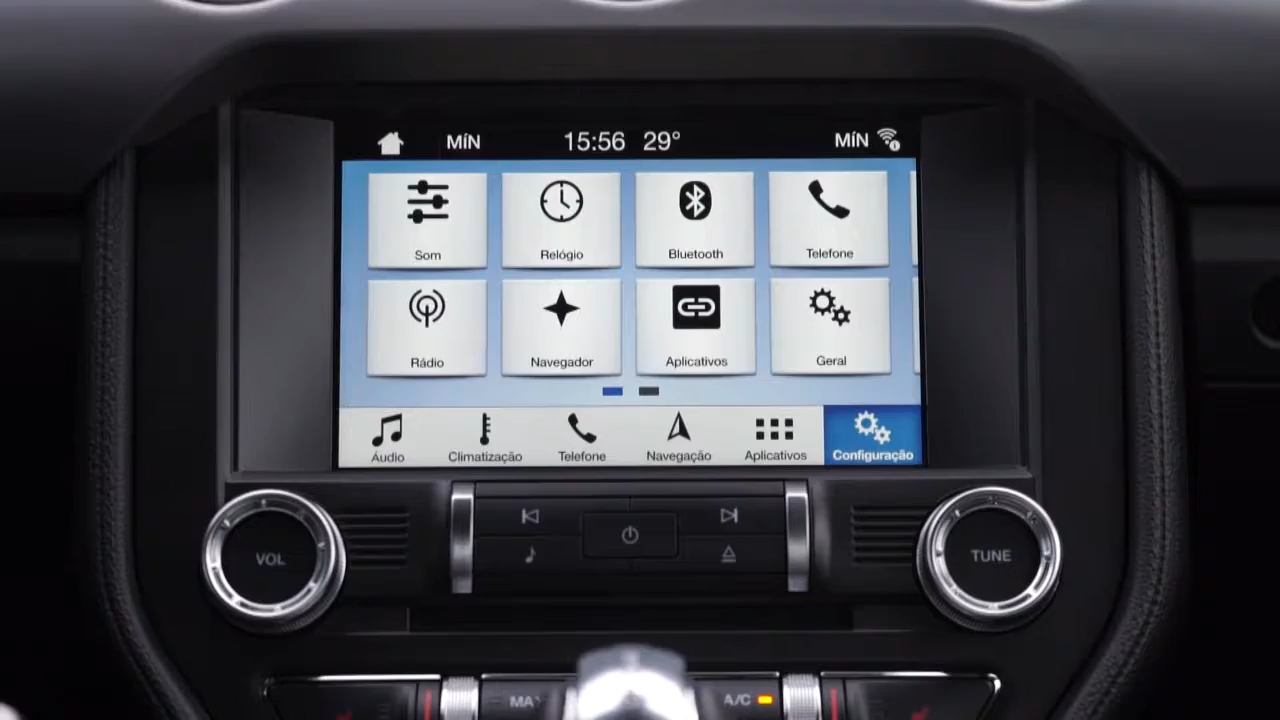 MÍN 15:56 29° MÍN
Som Relógio Bluetooth Telefone
Rádio Navegador Aplicativos Geral
Áudio Climatização Telefone Navegação Aplicativos Configuração
VOL TUNE
A/C